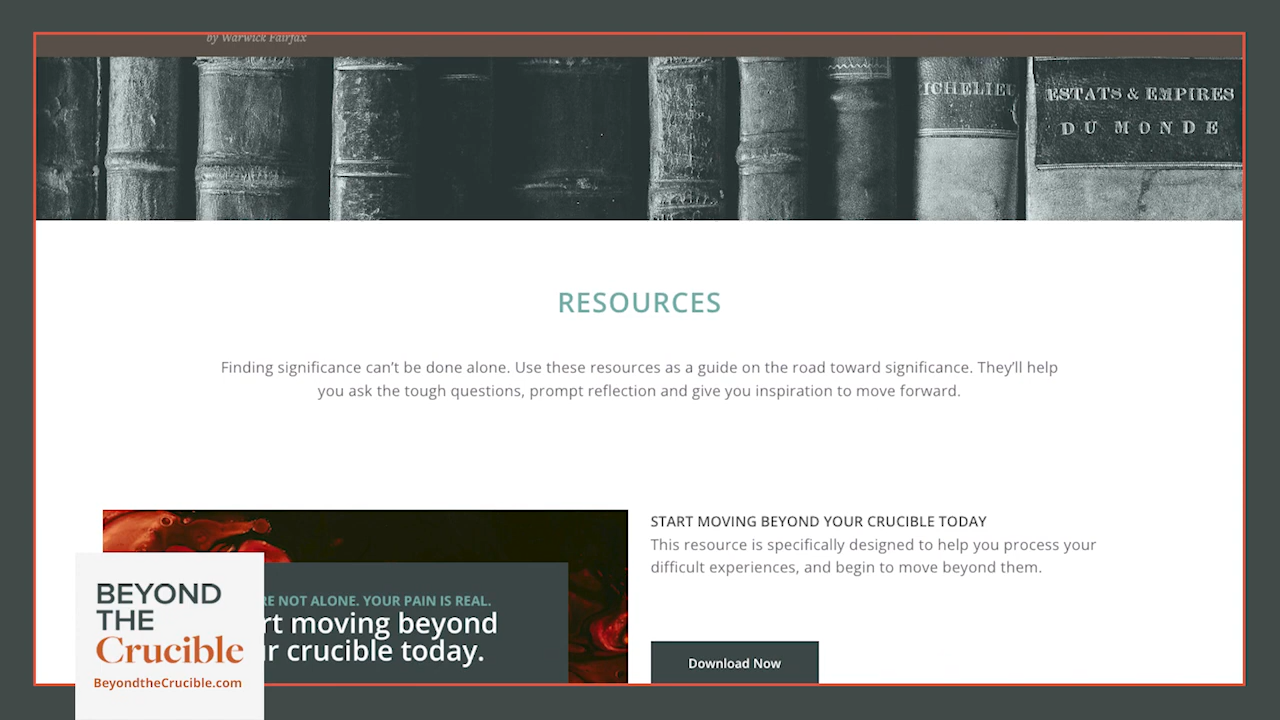 by Warwick Fairfax
ICHELIEU
ESTATS & EMPIRES
DU MONDE
RESOURCES
Finding significance can’t be done alone. Use these resources as a guide on the road toward significance. They’ll help
you ask the tough questions, prompt reflection and give you inspiration to move forward.
START MOVING BEYOND YOUR CRUCIBLE TODAY
This resource is specifically designed to help you process your
difficult experiences, and begin to move beyond them.
Download Now
RE NOT ALONE. YOUR PAIN IS REAL.
rt moving beyond
r crucible today.
BEYOND
THE
Crucible
BeyondtheCrucible.com